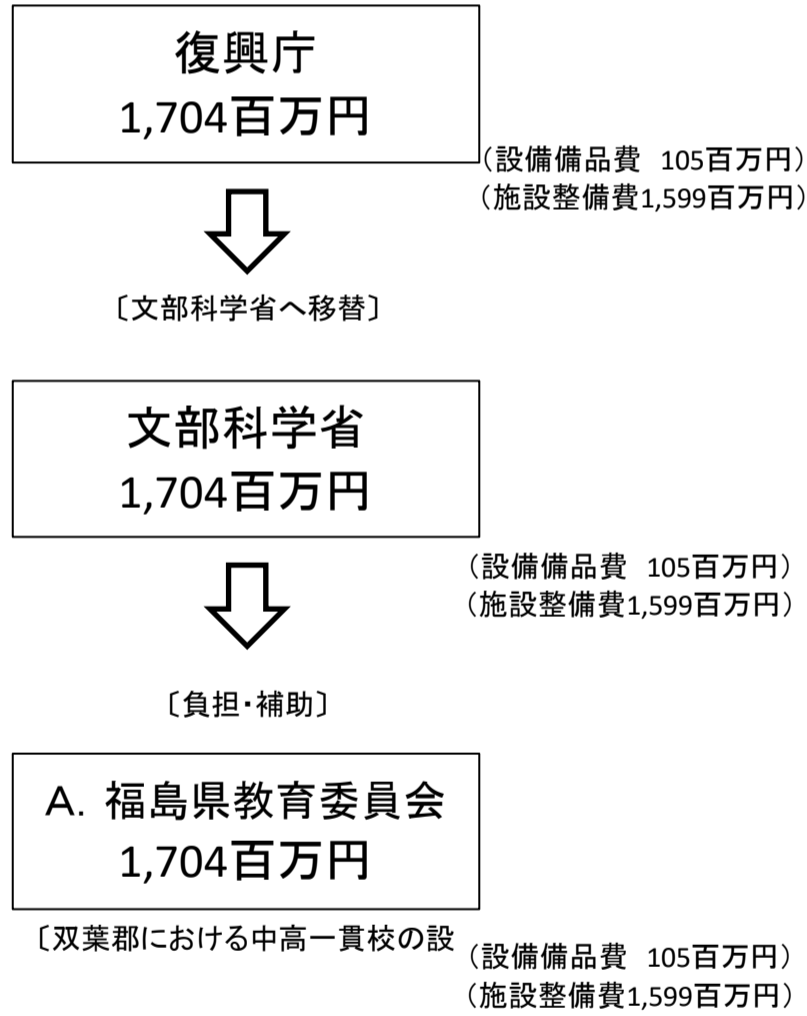 復興庁
1,704百万円
（設備備品費　105百万円）
（施設整備費1,599百万円）
〔文部科学省へ移替〕
文部科学省
1,704百万円
（設備備品費　105百万円）
（施設整備費1,599百万円）
〔負担・補助〕
Ａ．福島県教育委員会
1,704百万円
〔双葉郡における中高一貫校の設
（設備備品費　105百万円）
（施設整備費1,599百万円）